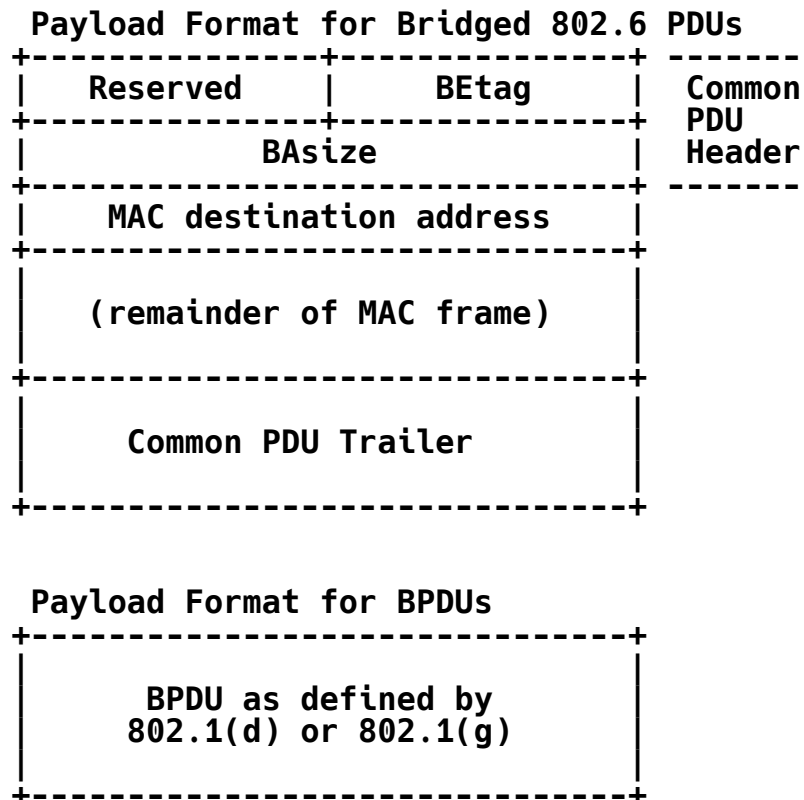 Payload Format for Bridged 802.6 PDUs
+---------------+---------------+ -------
|   Reserved    |     BEtag     |  Common
+---------------+---------------+  PDU
|            BAsize             |  Header
+-------------------------------+ -------
|    MAC destination address    |
+-------------------------------+
|                               |
|   (remainder of MAC frame)    |
|                               |
+-------------------------------+
|                               |
|     Common PDU Trailer        |
|                               |
+-------------------------------+
Payload Format for BPDUs
+-------------------------------+
|                               |
|      BPDU as defined by       |
|     802.1(d) or 802.1(g)      |
|                               |
+-------------------------------+